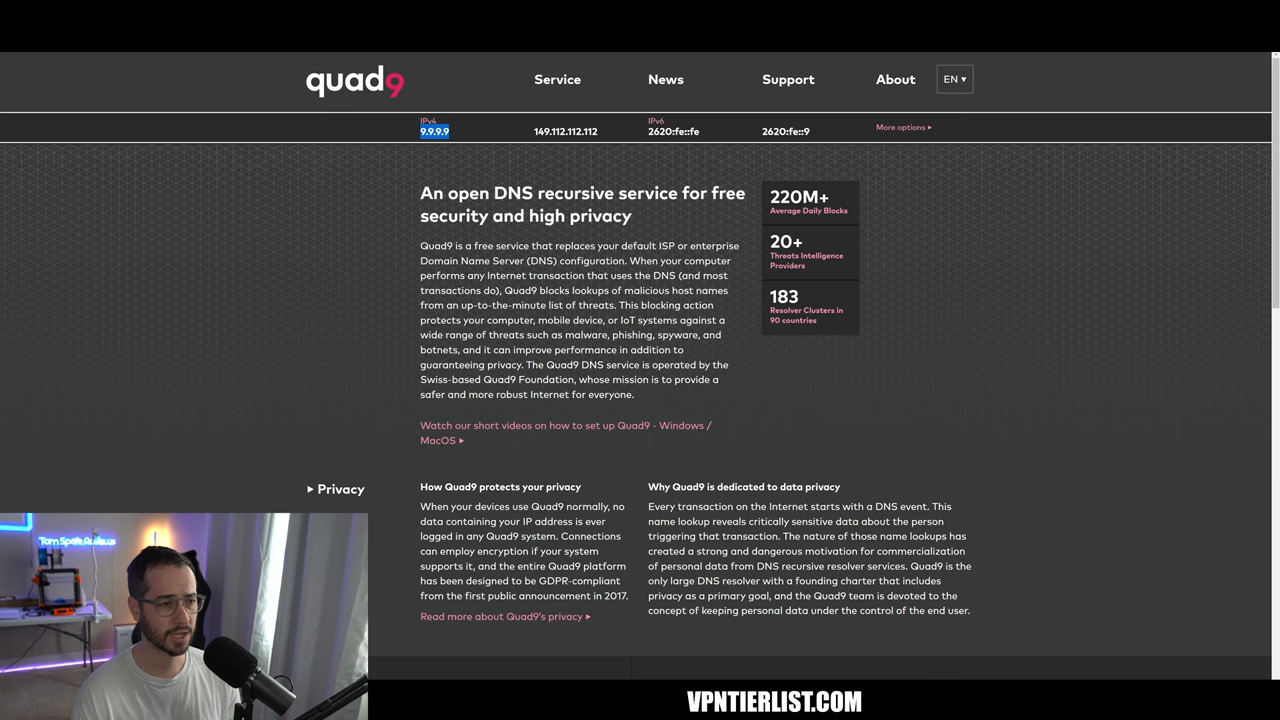 quad9
Service
News
Support
About
EN ▾
IPv4
9.9.9.9
149.112.112.112
IPv6
2620:fe::fe
2620:fe::9
More options ▸
An open DNS recursive service for free
security and high privacy
Quad9 is a free service that replaces your default ISP or enterprise
Domain Name Server (DNS) configuration. When your computer
performs any Internet transaction that uses the DNS (and most
transactions do), Quad9 blocks lookups of malicious host names
from an up-to-the-minute list of threats. This blocking action
protects your computer, mobile device, or IoT systems against a
wide range of threats such as malware, phishing, spyware, and
botnets, and it can improve performance in addition to
guaranteeing privacy. The Quad9 DNS service is operated by the
Swiss-based Quad9 Foundation, whose mission is to provide a
safer and more robust Internet for everyone.
Watch our short videos on how to set up Quad9 - Windows /
MacOS ▸
220M+
Average Daily Blocks
20+
Threats Intelligence
Providers
183
Resolver Clusters in
90 countries
▸ Privacy
How Quad9 protects your privacy
When your devices use Quad9 normally, no
data containing your IP address is ever
logged in any Quad9 system. Connections
can employ encryption if your system
supports it, and the entire Quad9 platform
has been designed to be GDPR-compliant
from the first public announcement in 2017.
Read more about Quad9's privacy ▸
Why Quad9 is dedicated to data privacy
Every transaction on the Internet starts with a DNS event. This
name lookup reveals critically sensitive data about the person
triggering that transaction. The nature of those name lookups has
created a strong and dangerous motivation for commercialization
of personal data from DNS recursive resolver services. Quad9 is the
only large DNS resolver with a founding charter that includes
privacy as a primary goal, and the Quad9 team is devoted to the
concept of keeping personal data under the control of the end user.
Tom Spark Reviews
VPNTIERLIST.COM